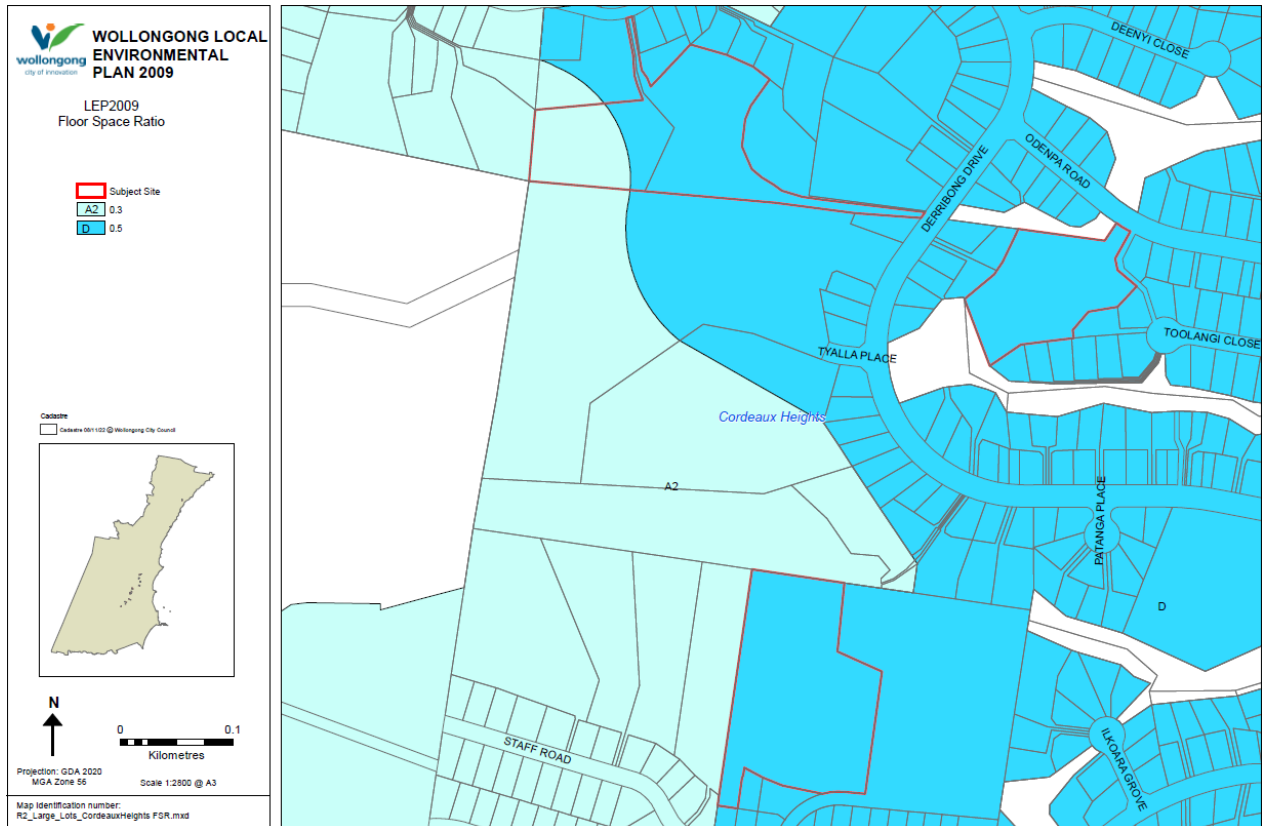 wollongong
city of innovation
WOLLONGONG LOCAL
ENVIRONMENTAL
PLAN 2009
LEP2009
Floor Space Ratio
Subject Site
A2 0.3
D 0.5
Cadastre
Cadastre 08/11/22 @ Wollongong City Council
N
0 0.1
Kilometres
Projection: GDA 2020
MGA Zone 56
Scale 1:2800 @ A3
Map Identification number:
R2_Large_Lots_CordeauxHeights FSR.mxd
DEENYI CLOSE
ODENPA ROAD
DERRIBONG DRIVE
TOOLANGI CLOSE
TYALLA PLACE
Cordeaux Heights
A2
PATANGA PLACE
D
STAFF ROAD
ILKOARA GROVE